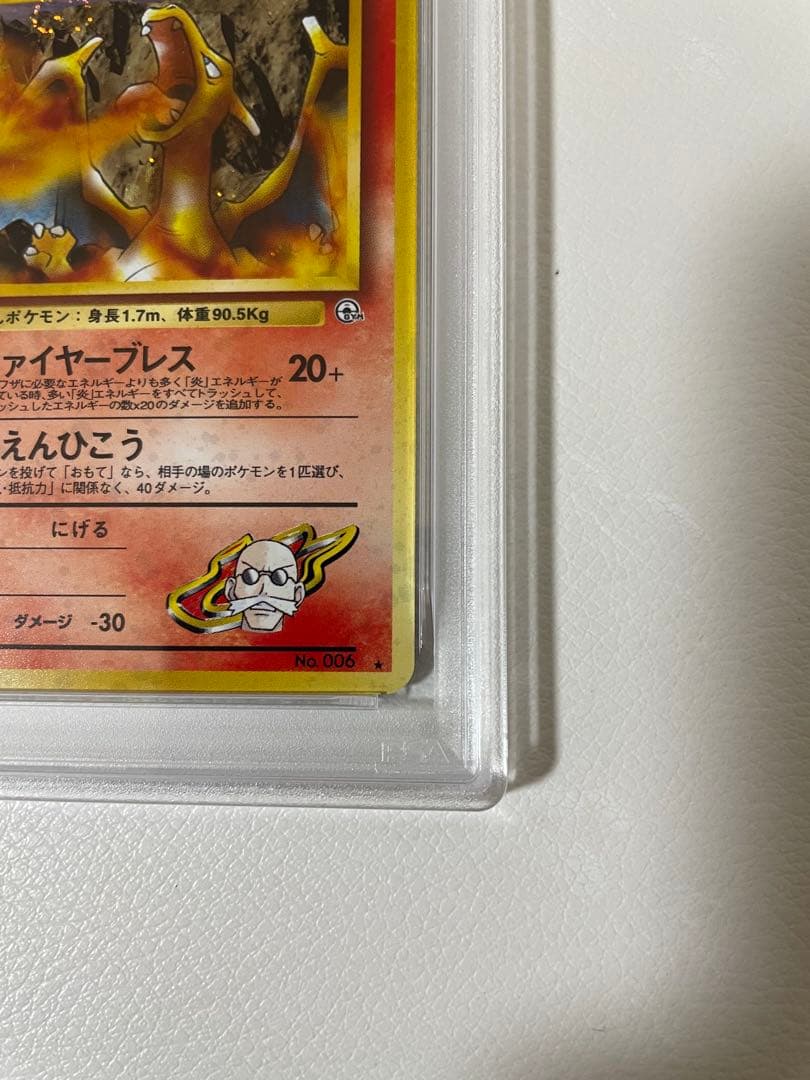 ポケモン：身長1.7m、体重90.5Kg
GYM
ァイヤーブレス 20+
ワザに必要なエネルギーよりも多く「炎」エネルギーが
ている時、多い「炎」エネルギーをすべてトラッシュして、
ッシュしたエネルギーの数x20のダメージを追加する。
えんひこう
ンを投げて「おもて」なら、相手の場のポケモンを1匹選び、
・抵抗力」に関係なく、40ダメージ。
にげる
ダメージ -30
No. 006 ★
PSA